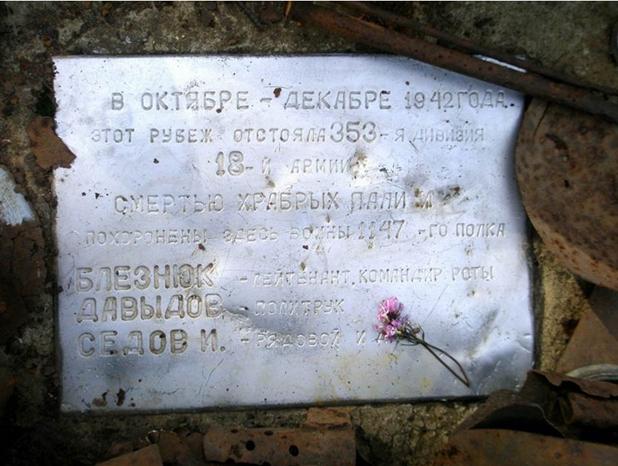 В ОКТЯБРЕ - ДЕКАБРЕ 1942 ГОДА.
ЭТОТ РУБЕЖ ОТСТОЯЛА 353-Я ДИВИЗИЯ
18-Й АРМИИ
СМЕРТЬЮ ХРАБРЫХ ПАЛИ И
ПОХОРОНЕНЫ ЗДЕСЬ ВОИНЫ 1147 -ГО ПОЛКА
БЛЕЗНЮК - ЛЕЙТЕНАНТ, КОМАНДИР РОТЫ
ДАВЫДОВ - ПОЛИТРУК
СЕДОВ И. - РЯДОВОЙ И